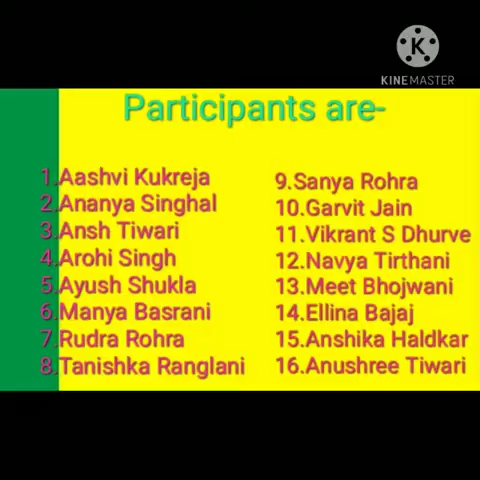 K
KINEMASTER
Participants are-
1.Aashvi Kukreja
2.Ananya Singhal
3.Ansh Tiwari
4.Arohi Singh
5.Ayush Shukla
6.Manya Basrani
7.Rudra Rohra
8.Tanishka Ranglani
9.Sanya Rohra
10.Garvit Jain
11.Vikrant S Dhurve
12.Navya Tirthani
13.Meet Bhojwani
14.Ellina Bajaj
15.Anshika Haldkar
16.Anushree Tiwari